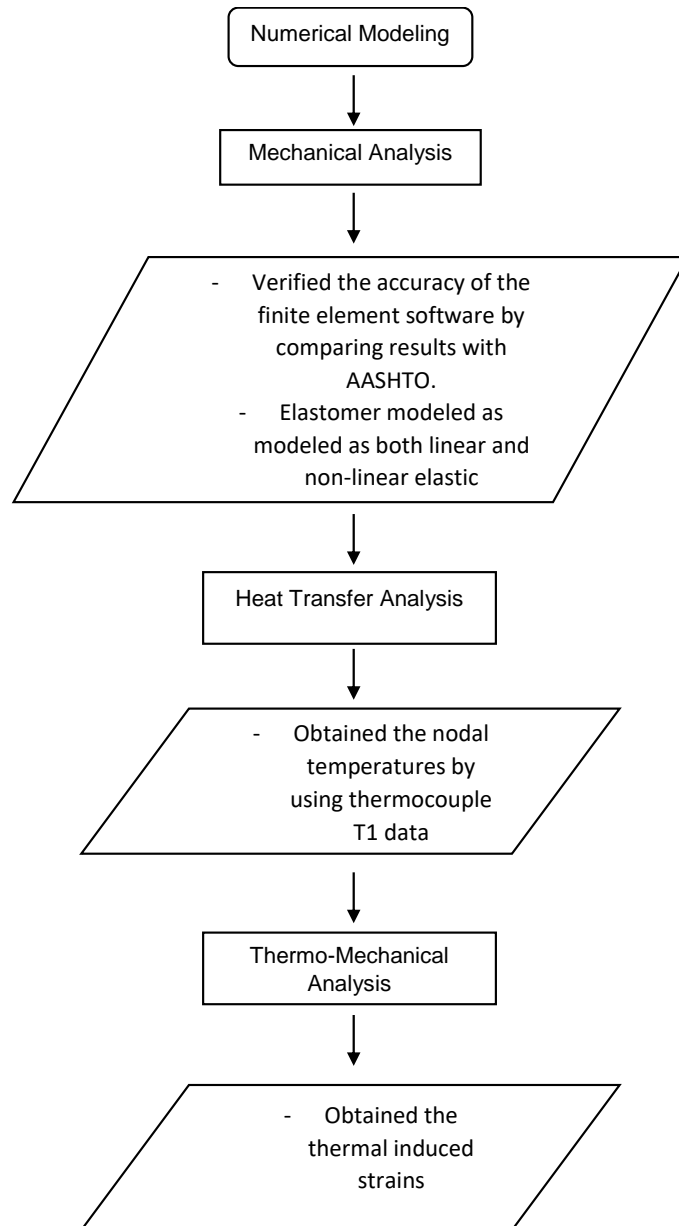 Numerical Modeling
Mechanical Analysis
- Verified the accuracy of the
finite element software by
comparing results with
AASHTO.
- Elastomer modeled as
modeled as both linear and
non-linear elastic
Heat Transfer Analysis
- Obtained the nodal
temperatures by
using thermocouple
T1 data
Thermo-Mechanical
Analysis
- Obtained the
thermal induced
strains